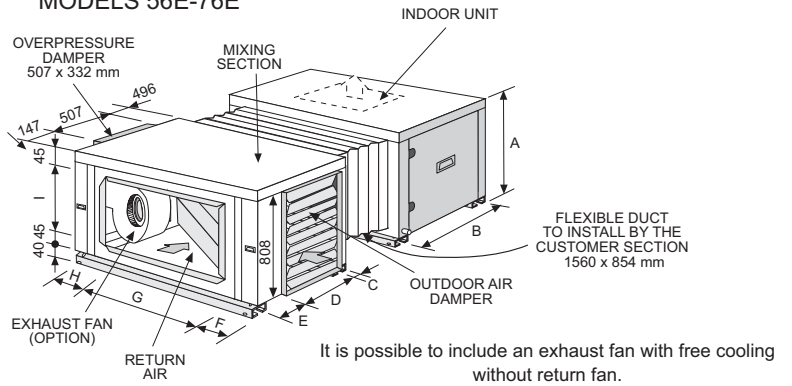 MODELS 56E-76E
INDOOR UNIT
OVERPRESSURE
DAMPER
507 x 332 mm
MIXING
SECTION
496
507
147
45
I
45
40
A
B
808
C
D
E
F
G
H
FLEXIBLE DUCT
TO INSTALL BY THE
CUSTOMER SECTION
1560 x 854 mm
OUTDOOR AIR
DAMPER
EXHAUST FAN
(OPTION)
RETURN
AIR
It is possible to include an exhaust fan with free cooling
without return fan.